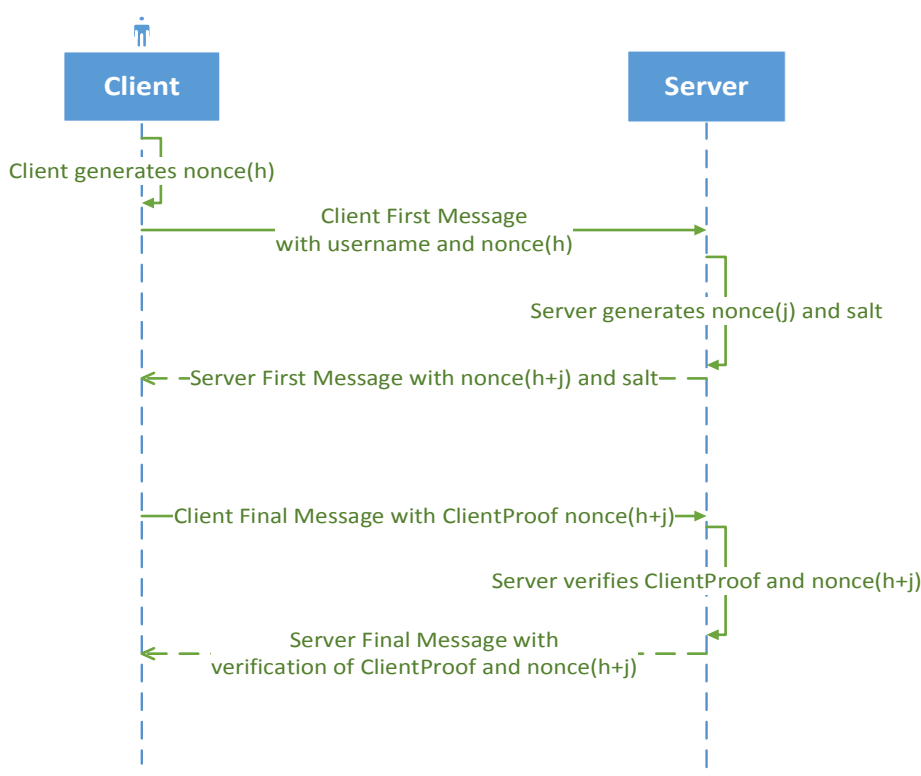 Client
Server
Client generates nonce(h)
Client First Message
with username and nonce(h)
Server generates nonce(j) and salt
Server First Message with nonce(h+j) and salt
Client Final Message with ClientProof nonce(h+j)
Server verifies ClientProof and nonce(h+j)
Server Final Message with
verification of ClientProof and nonce(h+j)